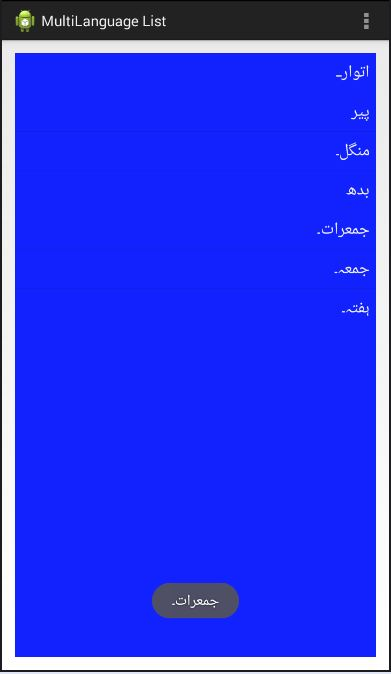 MultiLanguage List
اتوار۔
پیر
منگل۔
بدھ
جمعرات۔
جمعہ۔
ہفتہ۔
جمعرات۔